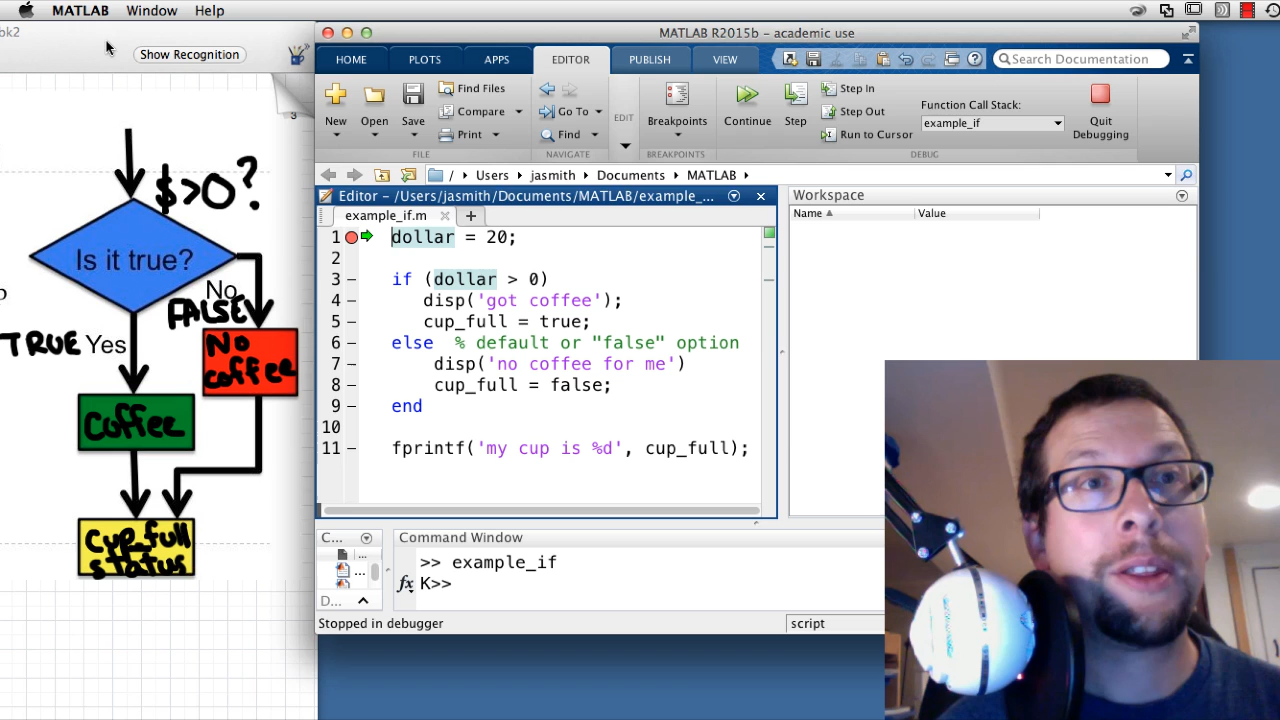 MATLAB Window Help
bk2
Show Recognition
3
$>0?
Is it true?
No
FALSE
TRUE Yes
No
coffee
Coffee
Cup_full
status
MATLAB R2015b - academic use
HOME PLOTS APPS EDITOR PUBLISH VIEW
Search Documentation
New Open Save
Find Files
Compare
Print
FILE
Go To
Find
NAVIGATE
EDIT
Breakpoints
BREAKPOINTS
Continue Step
Step In
Step Out
Run to Cursor
Function Call Stack:
example_if
DEBUG
Quit
Debugging
/ Users jasmith Documents MATLAB
Editor - /Users/jasmith/Documents/MATLAB/example_...
example_if.m
1 dollar = 20;
2
3 – if (dollar > 0)
4 – disp('got coffee');
5 – cup_full = true;
6 – else % default or "false" option
7 – disp('no coffee for me')
8 – cup_full = false;
9 – end
10
11 – fprintf('my cup is %d', cup_full);
Workspace
Name Value
C...
...
...
D...
Command Window
>> example_if
fx K>>
Stopped in debugger
script